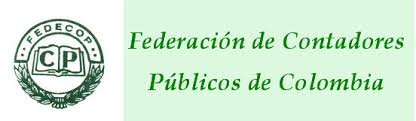 FEDECOP
CP
Federación de Contadores
Públicos de Colombia